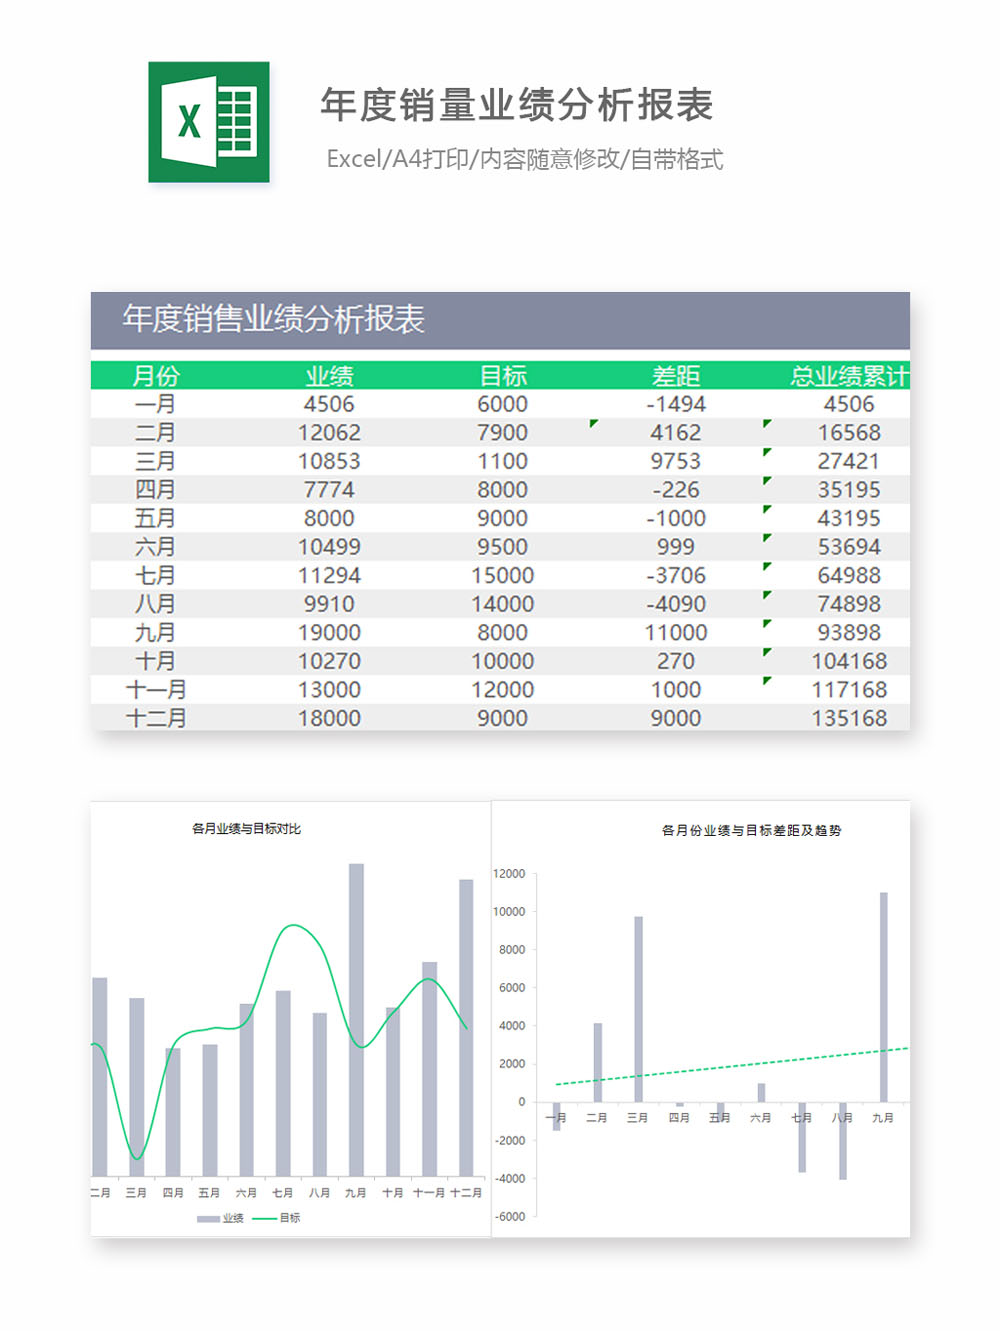 年度销量业绩分析报表
Excel/A4打印/内容随意修改/自带格式
年度销售业绩分析报表
月份 业绩 目标 差距 总业绩累计
一月 4506 6000 -1494 4506
二月 12062 7900 4162 16568
三月 10853 1100 9753 27421
四月 7774 8000 -226 35195
五月 8000 9000 -1000 43195
六月 10499 9500 999 53694
七月 11294 15000 -3706 64988
八月 9910 14000 -4090 74898
九月 19000 8000 11000 93898
十月 10270 10000 270 104168
十一月 13000 12000 1000 117168
十二月 18000 9000 9000 135168
各月业绩与目标对比
二月 三月 四月 五月 六月 七月 八月 九月 十月 十一月 十二月
业绩 目标
各月份业绩与目标差距及趋势
12000
10000
8000
6000
4000
2000
0
一月 二月 三月 四月 五月 六月 七月 八月 九月
-2000
-4000
-6000